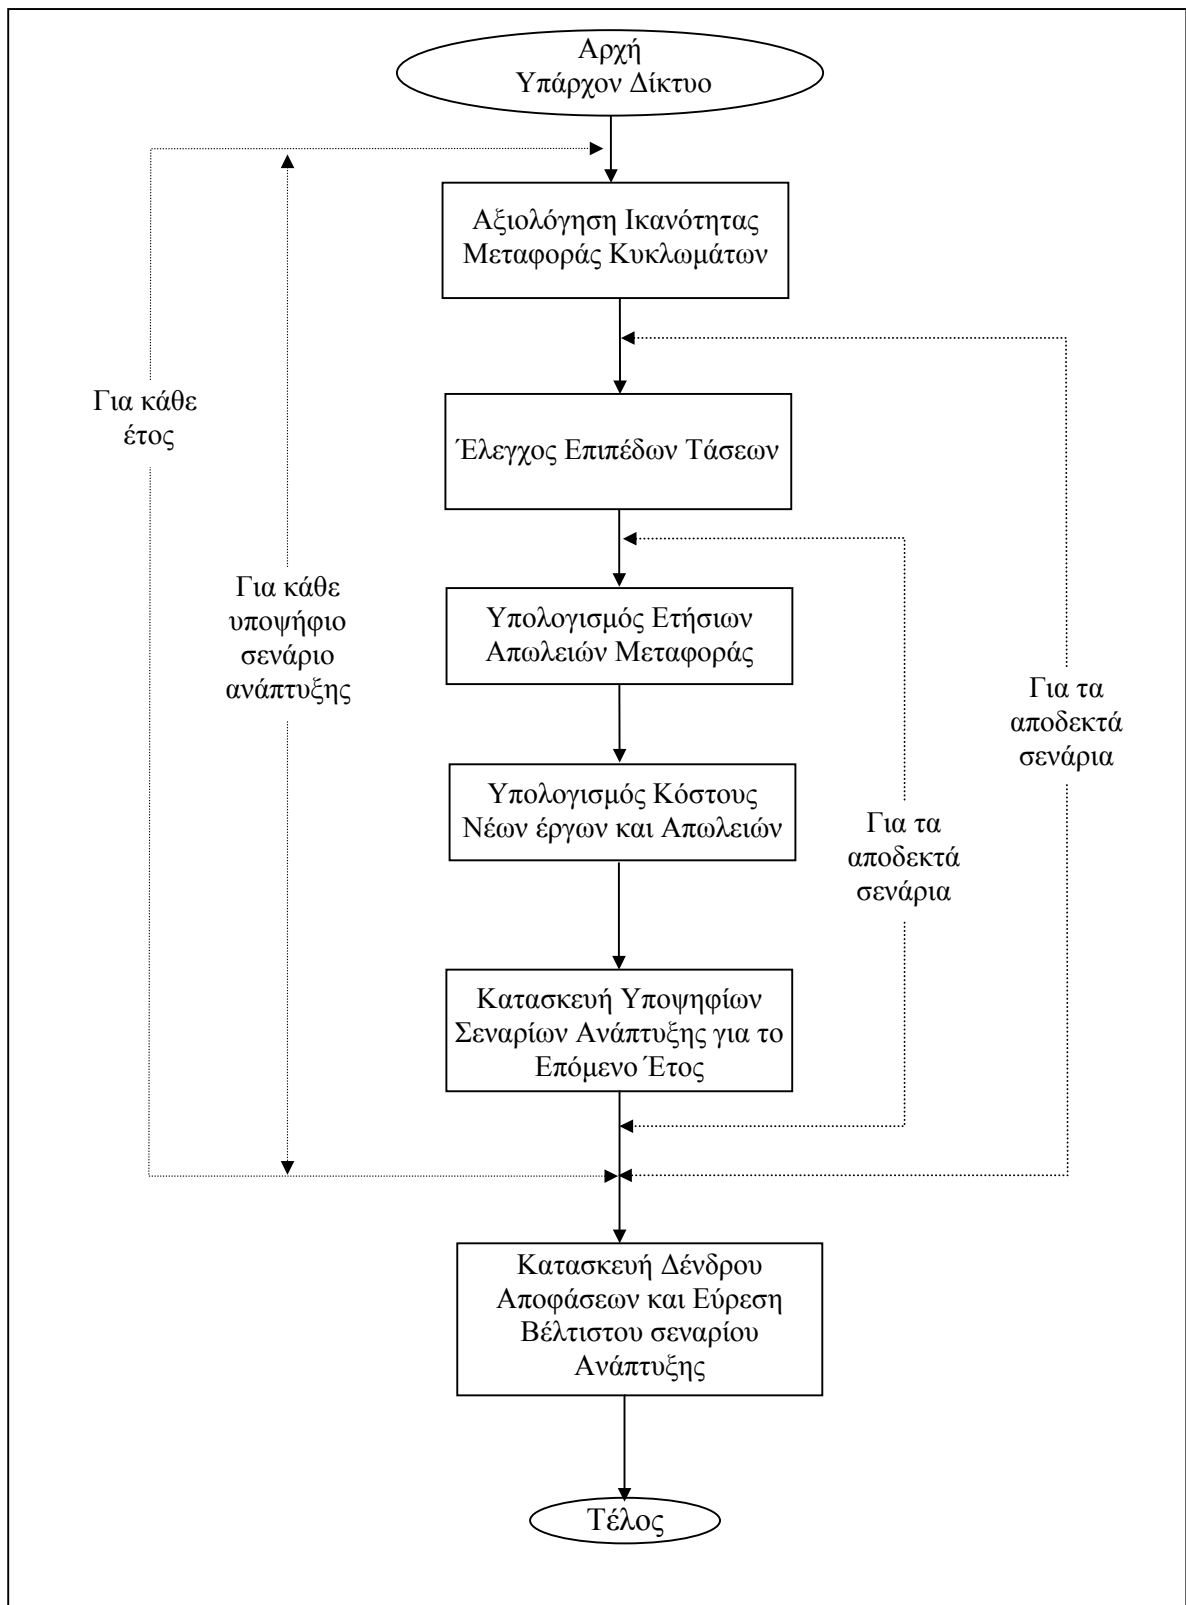 Αρχή
Υπάρχον Δίκτυο
Αξιολόγηση Ικανότητας
Μεταφοράς Κυκλωμάτων
Για κάθε
έτος
Έλεγχος Επιπέδων Τάσεων
Για κάθε
υποψήφιο
σενάριο
ανάπτυξης
Υπολογισμός Ετήσιων
Απωλειών Μεταφοράς
Για τα
αποδεκτά
σενάρια
Υπολογισμός Κόστους
Νέων έργων και Απωλειών
Για τα
αποδεκτά
σενάρια
Κατασκευή Υποψηφίων
Σεναρίων Ανάπτυξης για το
Επόμενο Έτος
Κατασκευή Δένδρου
Αποφάσεων και Εύρεση
Βέλτιστου σεναρίου
Ανάπτυξης
Τέλος